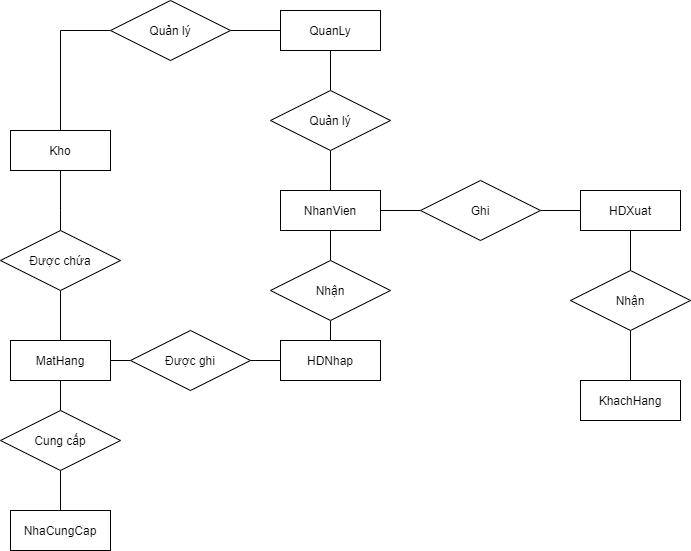 Quản lý
QuanLy
Quản lý
Kho
NhanVien
Ghi
HDXuat
Được chứa
Nhận
Nhận
MatHang
Được ghi
HDNhap
KhachHang
Cung cấp
NhaCungCap